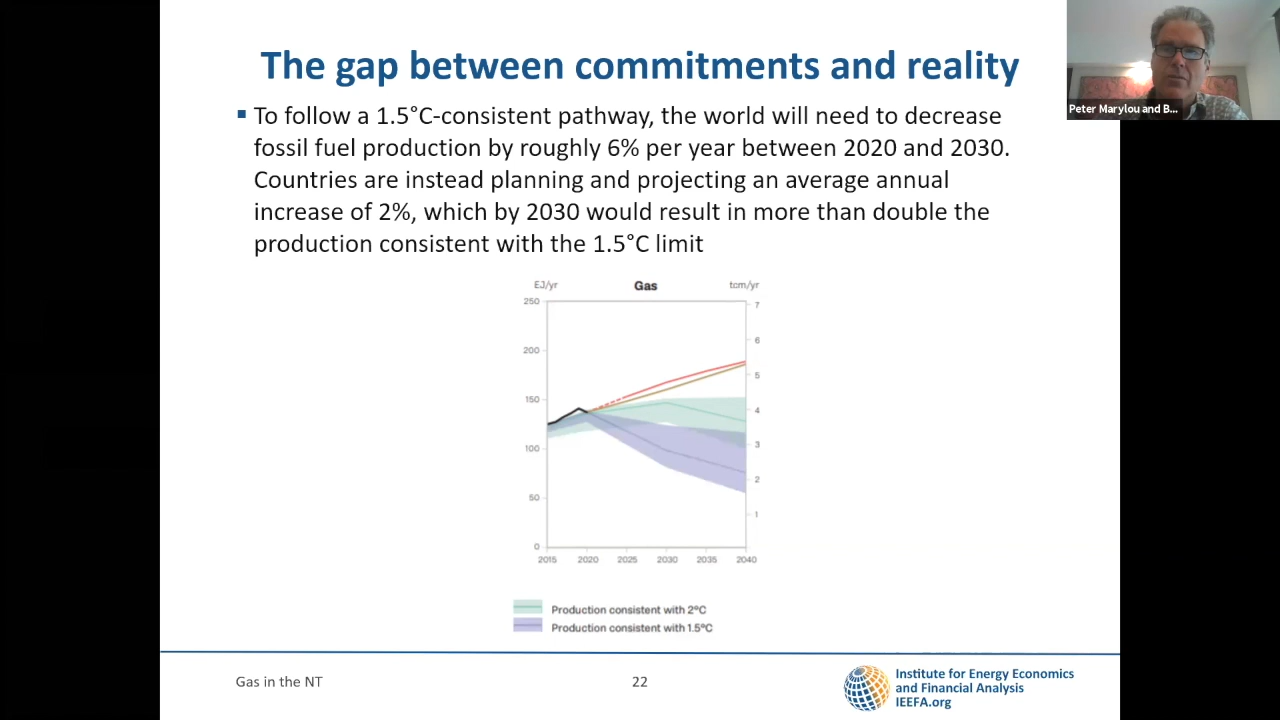 The gap between commitments and reality
Peter Marylou and B...
▪ To follow a 1.5°C-consistent pathway, the world will need to decrease
fossil fuel production by roughly 6% per year between 2020 and 2030.
Countries are instead planning and projecting an average annual
increase of 2%, which by 2030 would result in more than double the
production consistent with the 1.5°C limit
EJ/yr Gas tcm/yr
250
7
6
200
5
150
4
3
100
2
50
1
0
2015 2020 2025 2030 2035 2040
Production consistent with 2ºC
Production consistent with 1.5ºC
Gas in the NT
22
Institute for Energy Economics
and Financial Analysis
IEEFA.org